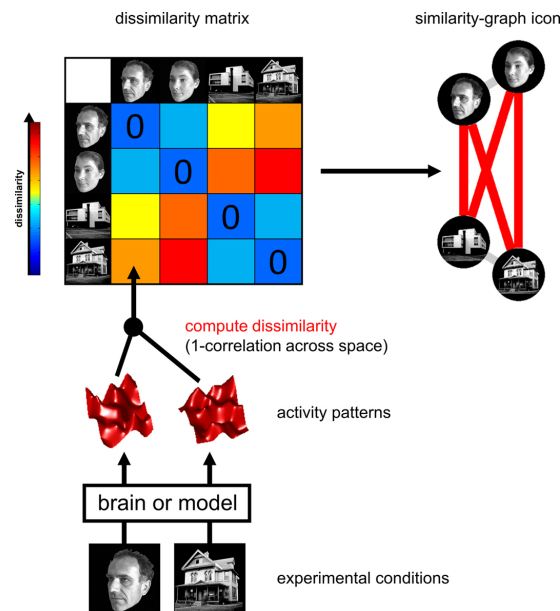 dissimilarity matrix
similarity-graph icon
dissimilarity
0
0
0
0
compute dissimilarity
(1-correlation across space)
activity patterns
brain or model
experimental conditions